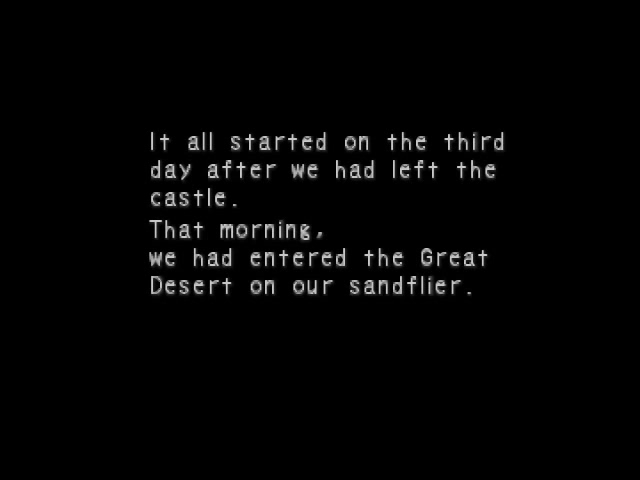 It all started on the third
day after we had left the
castle.
That morning,
we had entered the Great
Desert on our sandflier.